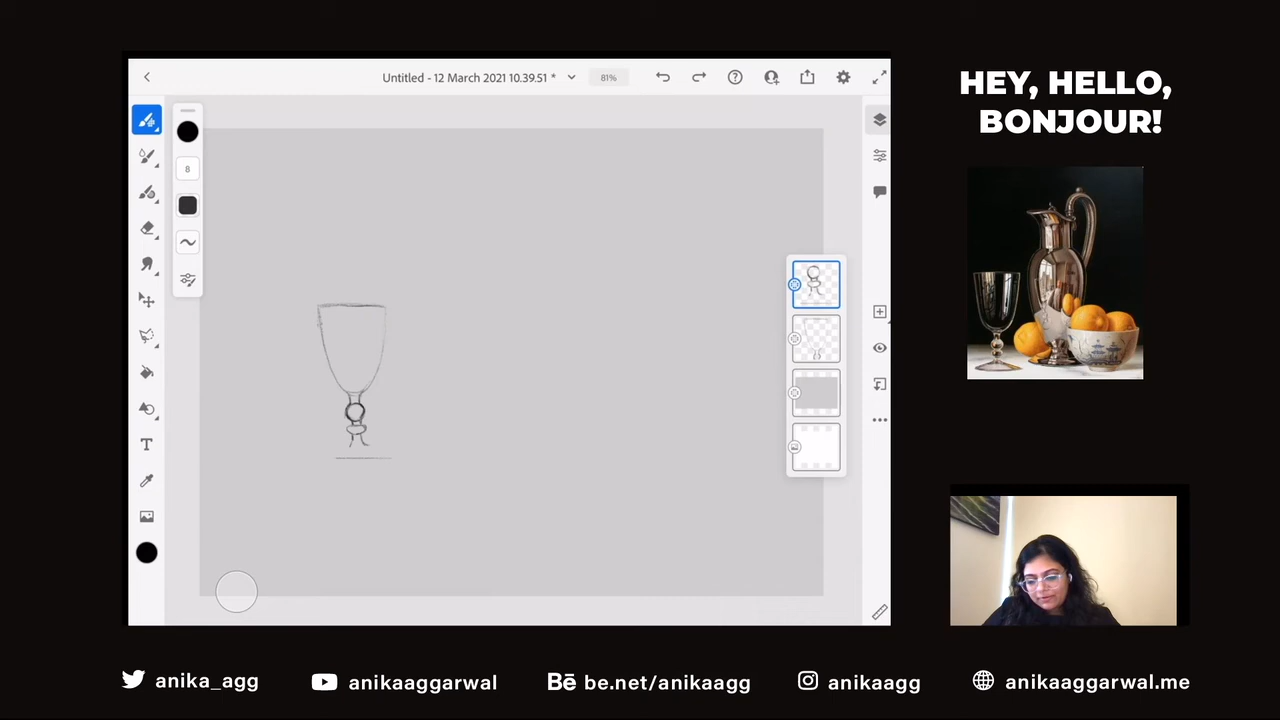 Untitled - 12 March 2021 10.39.51 *
81%
HEY, HELLO,
BONJOUR!
8
T
anika_agg
anikaaggarwal
Bē be.net/anikaagg
anikaagg
anikaaggarwal.me